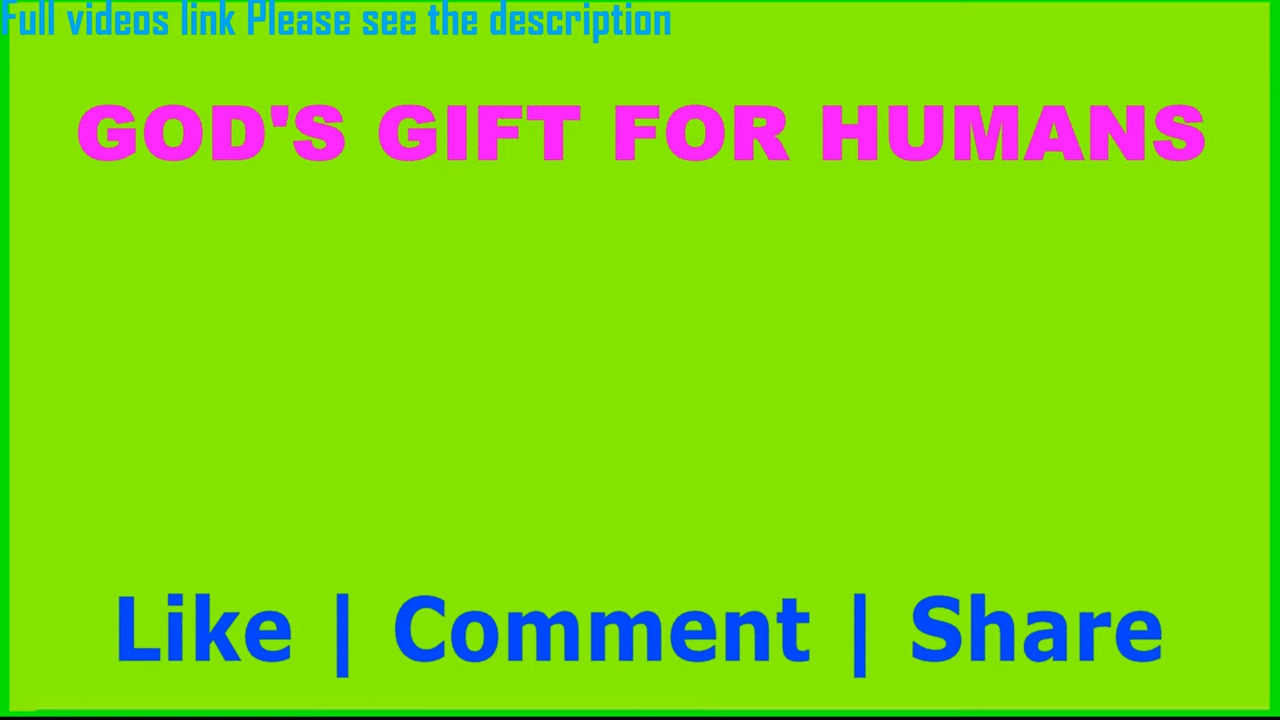 Full videos link Please see the description
GOD'S GIFT FOR HUMANS
Like | Comment | Share